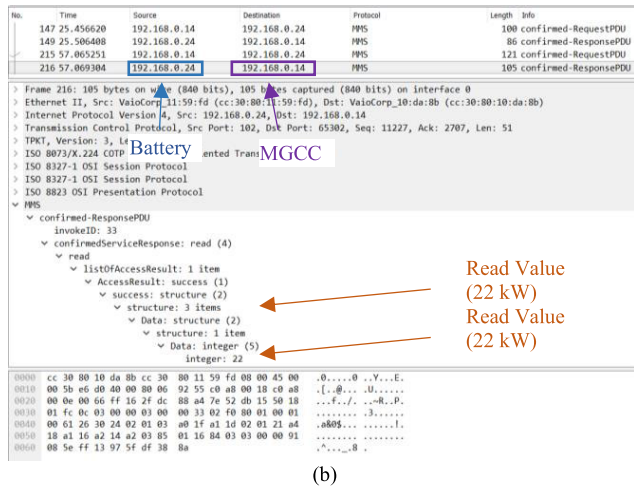 No. Time Source Destination Protocol Length Info
147 25.456620 192.168.0.14 192.168.0.24 MMS 100 confirmed-RequestPDU
149 25.506408 192.168.0.24 192.168.0.14 MMS 86 confirmed-ResponsePDU
215 57.065251 192.168.0.14 192.168.0.24 MMS 121 confirmed-RequestPDU
216 57.069304 192.168.0.24 192.168.0.14 MMS 105 confirmed-ResponsePDU
Frame 216: 105 bytes on wire (840 bits), 105 bytes captured (840 bits) on interface 0
Ethernet II, Src: VaioCorp_11:59:fd (cc:30:80:11:59:fd), Dst: VaioCorp_10:da:8b (cc:30:80:10:da:8b)
Internet Protocol Version 4, Src: 192.168.0.24, Dst: 192.168.0.14
Transmission Control Protocol, Src Port: 102, Dst Port: 65302, Seq: 11227, Ack: 2707, Len: 51
TPKT, Version: 3,
Battery
MGCC
ISO 8073/X.224 COTP
ISO 8327-1 OSI Session Protocol
ISO 8327-1 OSI Session Protocol
ISO 8823 OSI Presentation Protocol
MMS
confirmed-ResponsePDU
invokeID: 33
confirmedServiceResponse: read (4)
read
listOfAccessResult: 1 item
AccessResult: success (1)
success: structure (2)
structure: 3 items
Data: structure (2)
structure: 1 item
Data: integer (5)
integer: 22
Read Value
(22 kW)
Read Value
(22 kW)
0000 cc 30 80 10 da 8b cc 30 80 11 59 fd 08 00 45 00 .0.....0 ..Y...E.
0010 00 5b e6 d0 40 00 80 06 92 55 c0 a8 00 18 c0 a8 .[..@... .U......
0020 00 0e 00 66 ff 16 2f dc 88 a4 7e 52 db 15 50 18 ...f../. ..~R..P.
0030 01 fc 0c 03 00 00 03 00 00 33 02 f0 80 01 00 01 ........ .3......
0040 00 61 26 30 24 02 01 03 a0 1f a1 1d 02 01 21 a4 .a&0$... ......!.
0050 18 a1 16 a2 14 a2 03 85 01 16 84 03 03 00 00 91 ........ ........
0060 08 5e ff 13 97 5f df 38 8a .^..._.8 .
(b)